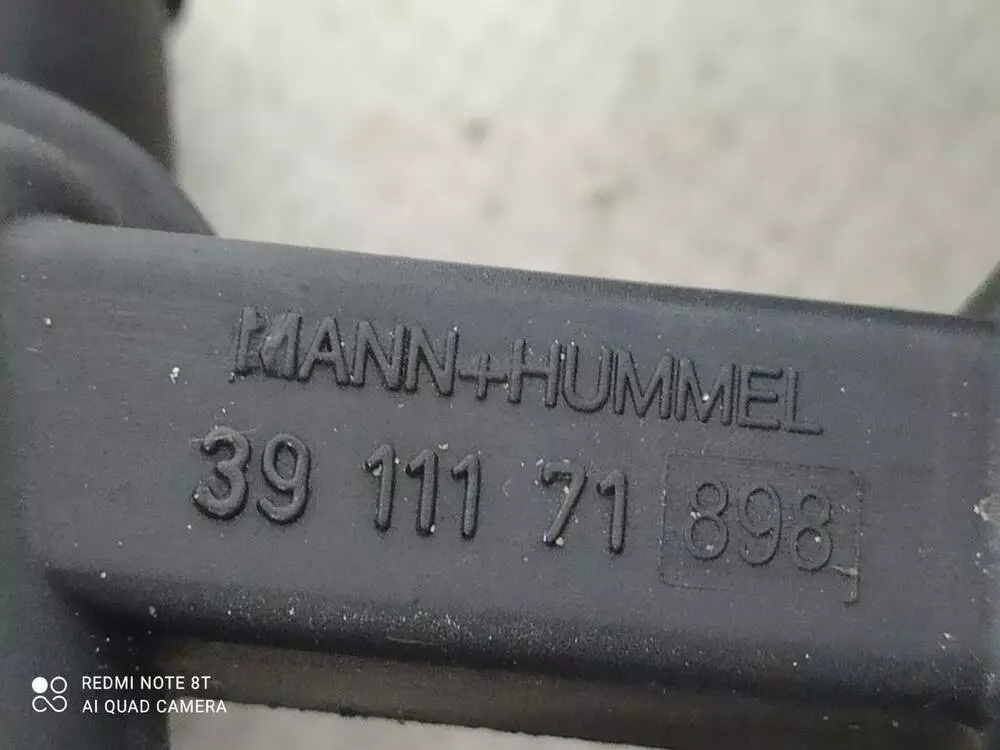 MANN+HUMMEL
39 111 71 898
REDMI NOTE 8T
AI QUAD CAMERA